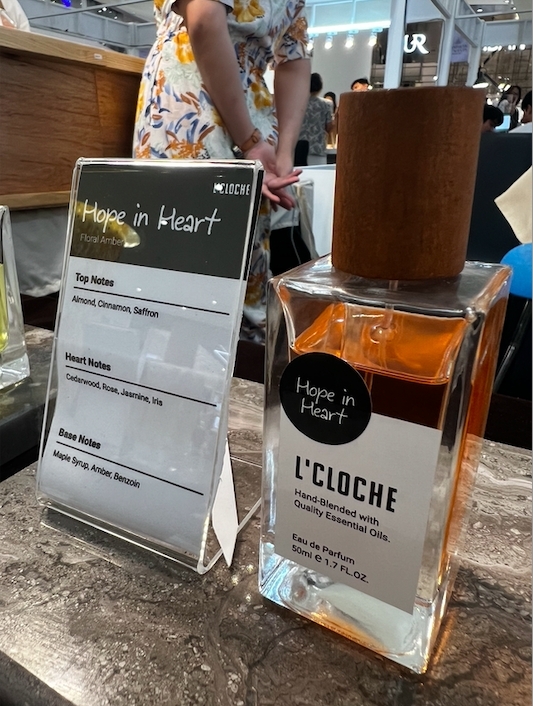 L'CLOCHE
Hope in Heart
Floral Amber
Top Notes
Almond, Cinnamon, Saffron
Heart Notes
Cedarwood, Rose, Jasmine, Iris
Base Notes
Maple Syrup, Amber, Benzoin
UR
Hope in
Heart
L'CLOCHE
Hand-Blended with
Quality Essential Oils.
Eau de Parfum
50ml e 1.7 FL.OZ.